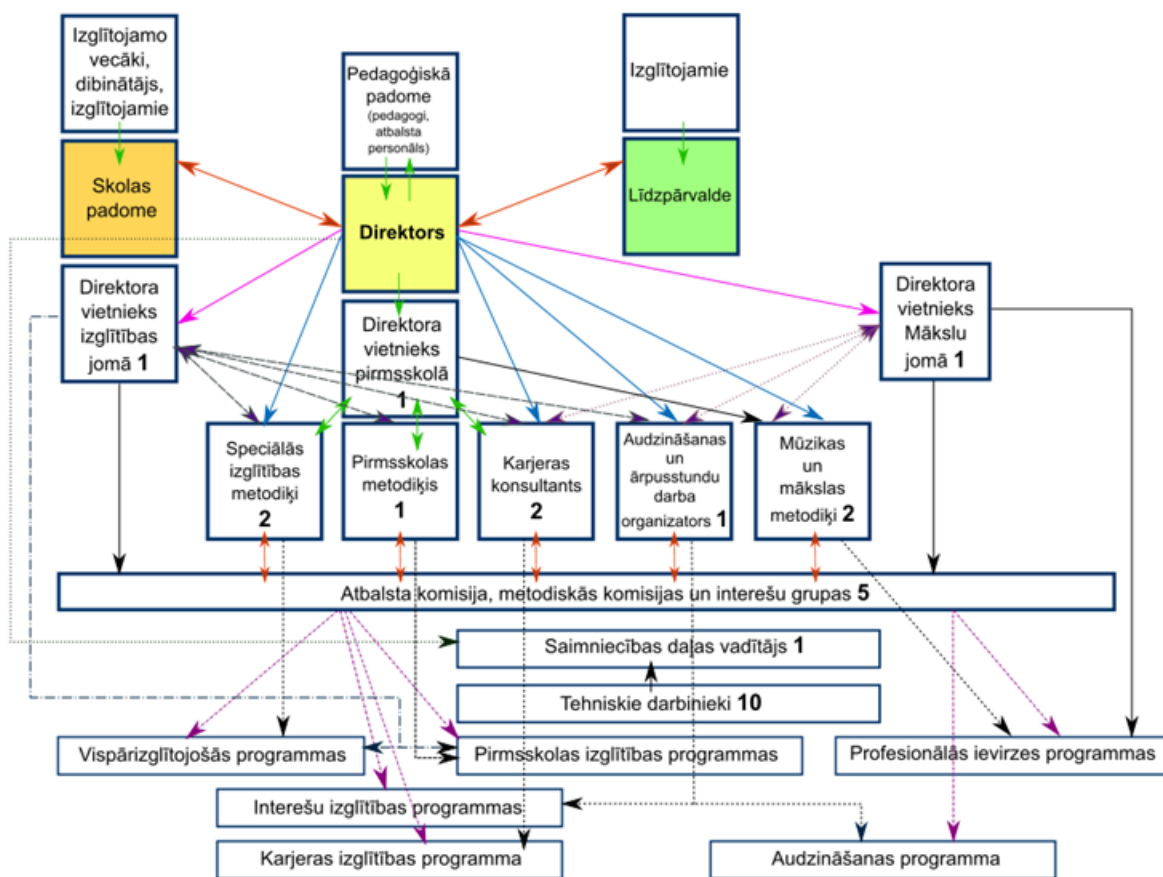 Izglītojamo
vecāki,
dibinātājs,
izglītojamie
Pedagoģiskā
padome
(pedagogi,
atbalsta
personāls)
Izglītojamie
Skolas
padome
Direktors
Līdzpārvalde
Direktora
vietnieks
izglītības
jomā 1
Direktora
vietnieks
pirmsskolā
1
Direktora
vietnieks
Mākslu
jomā 1
Speciālās
izglītības
metodiķi
2
Pirmsskolas
metodiķis
1
Karjeras
konsultants
2
Audzināšanas
un
ārpusstundu
darba
organizators 1
Mūzikas
un
mākslas
metodiķi 2
Atbalsta komisija, metodiskās komisijas un interešu grupas 5
Saimniecības daļas vadītājs 1
Tehniskie darbinieki 10
Vispārizglītojošās programmas
Pirmsskolas izglītības programmas
Profesionālās ievirzes programmas
Interešu izglītības programmas
Karjeras izglītības programma
Audzināšanas programma